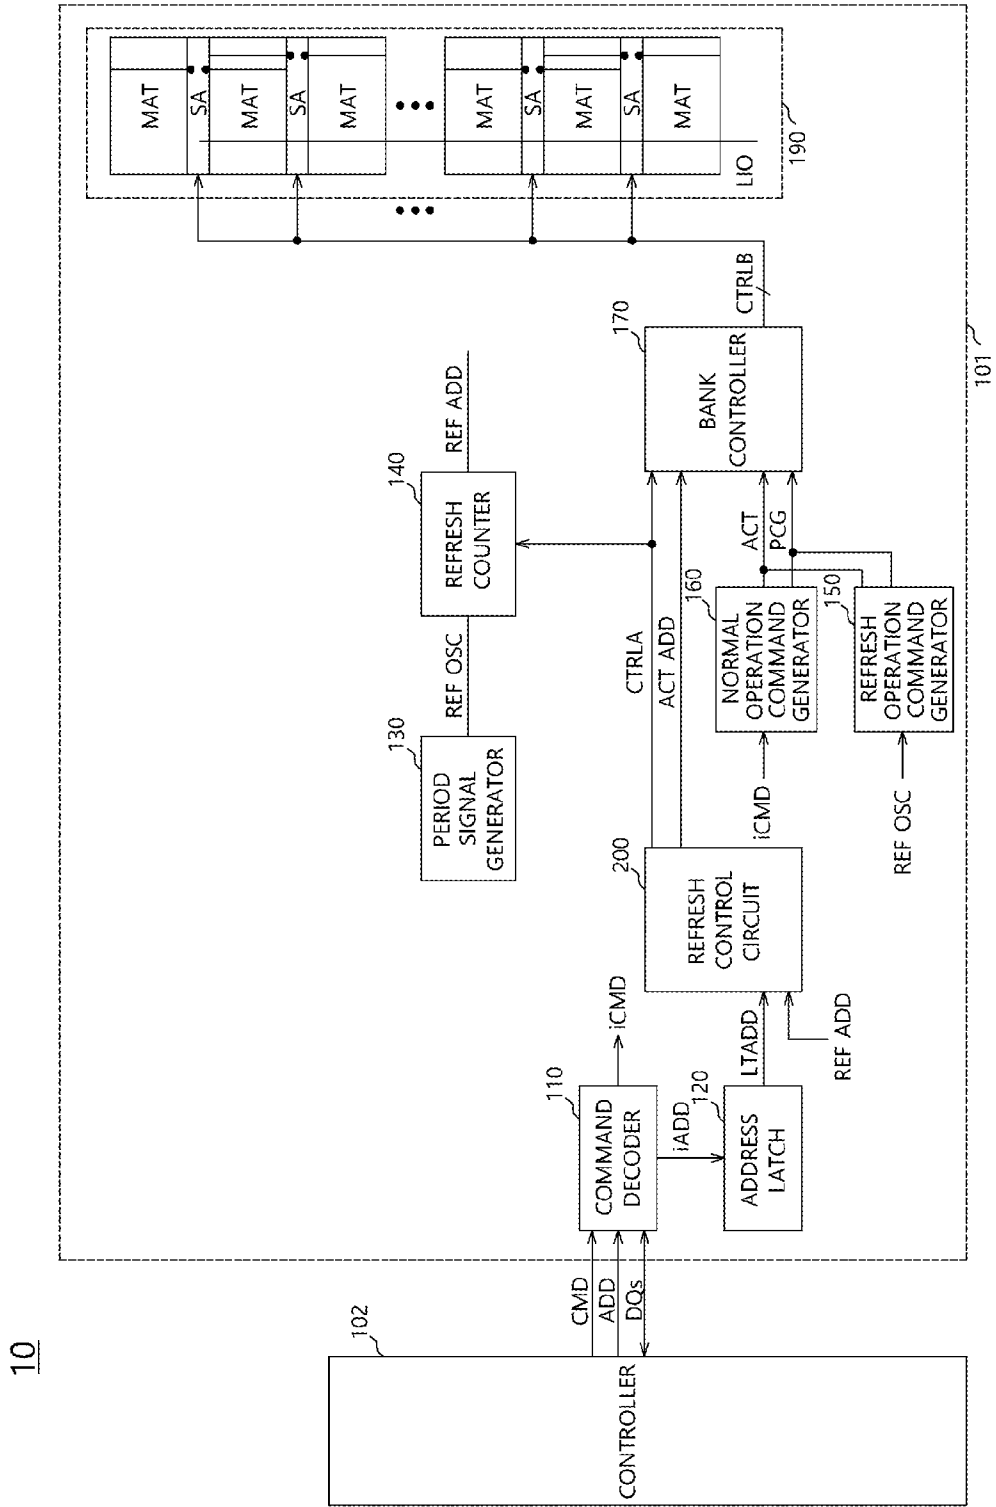 10
102
CONTROLLER
CMD
ADD
DQs
101
110
COMMAND
DECODER
iCMD
iADD
120
ADDRESS
LATCH
LTADD
REF ADD
200
REFRESH
CONTROL
CIRCUIT
CTRLA
ACT ADD
130
PERIOD
SIGNAL
GENERATOR
REF OSC
140
REFRESH
COUNTER
REF ADD
iCMD
160
NORMAL
OPERATION
COMMAND
GENERATOR
REF OSC
150
REFRESH
OPERATION
COMMAND
GENERATOR
ACT
PCG
170
BANK
CONTROLLER
CTRLB
190
MAT
SA
MAT
SA
MAT
MAT
SA
MAT
SA
MAT
LIO